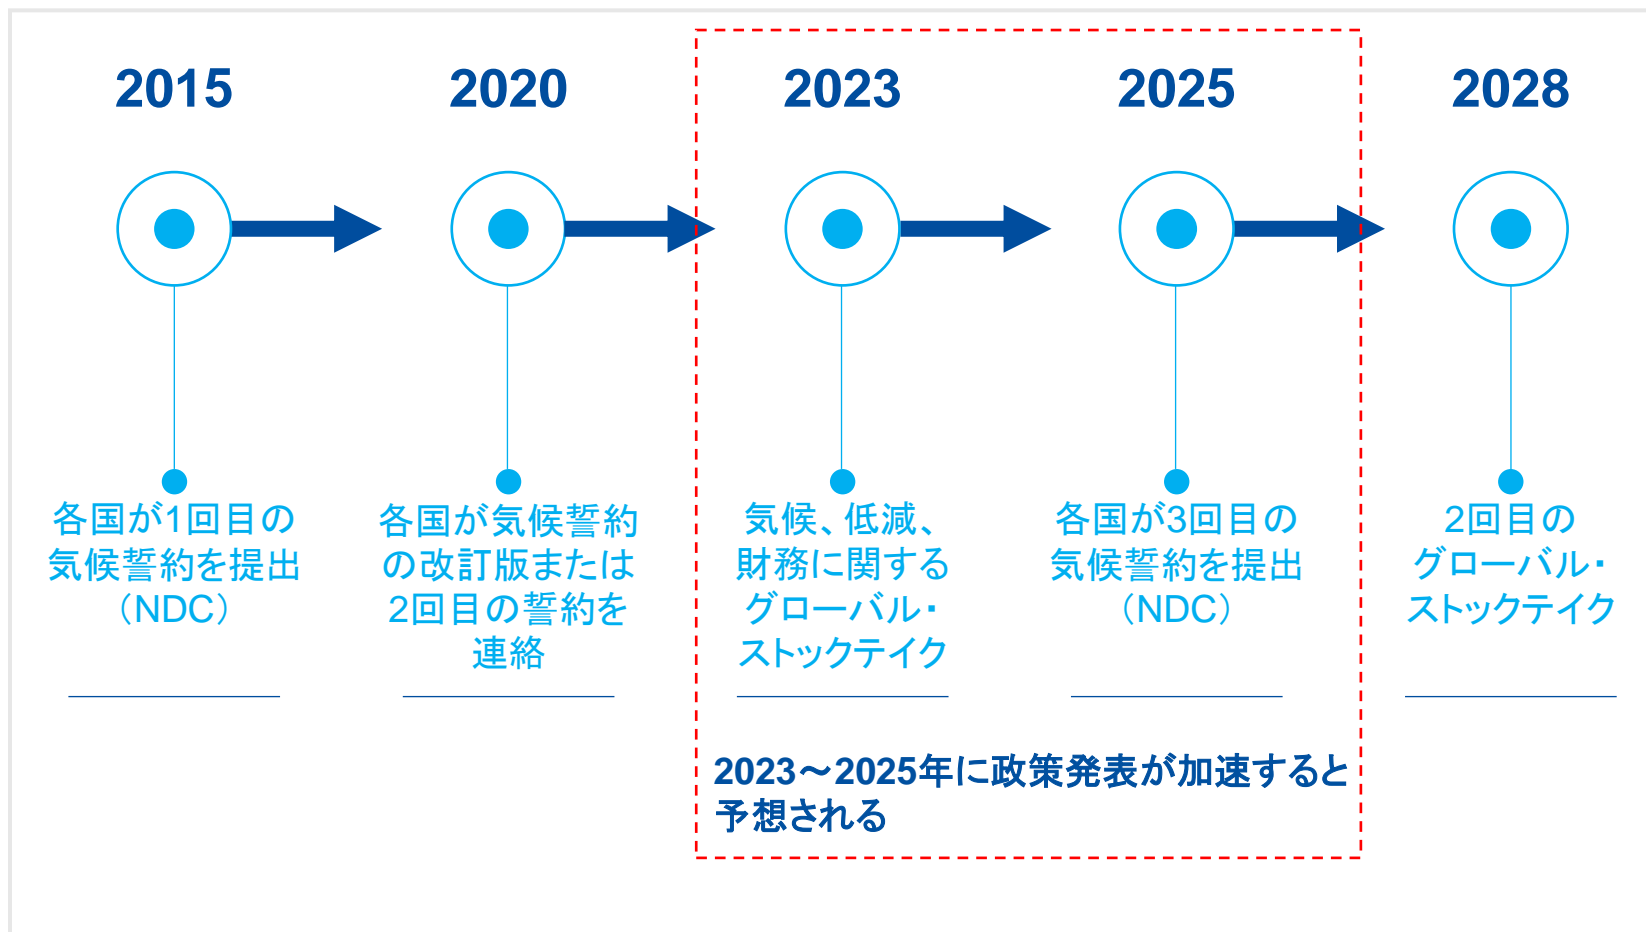 2015
2020
2023
2025
2028
各国が1回目の
気候誓約を提出
（NDC）
各国が気候誓約
の改訂版または
2回目の誓約を
連絡
気候、低減、
財務に関する
グローバル・
ストックテイク
各国が3回目の
気候誓約を提出
（NDC）
2回目の
グローバル・
ストックテイク
2023～2025年に政策発表が加速すると
予想される